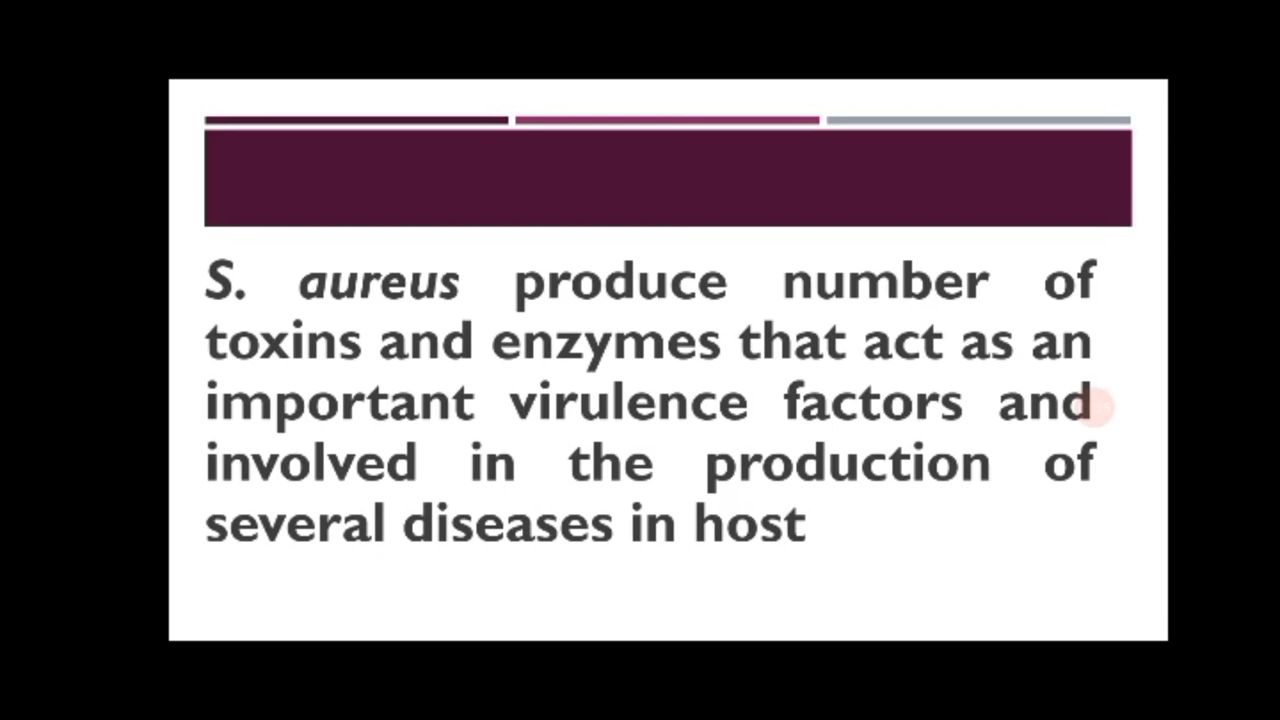 S. aureus produce number of
toxins and enzymes that act as an
important virulence factors and
involved in the production of
several diseases in host